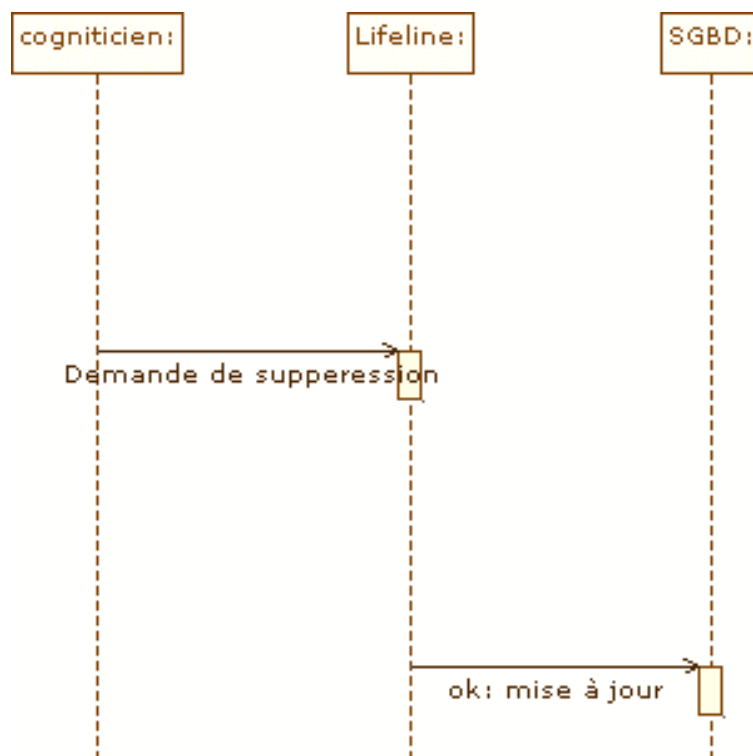 cogniticien:
Lifeline:
SGBD:
Demande de supperession
ok: mise à jour